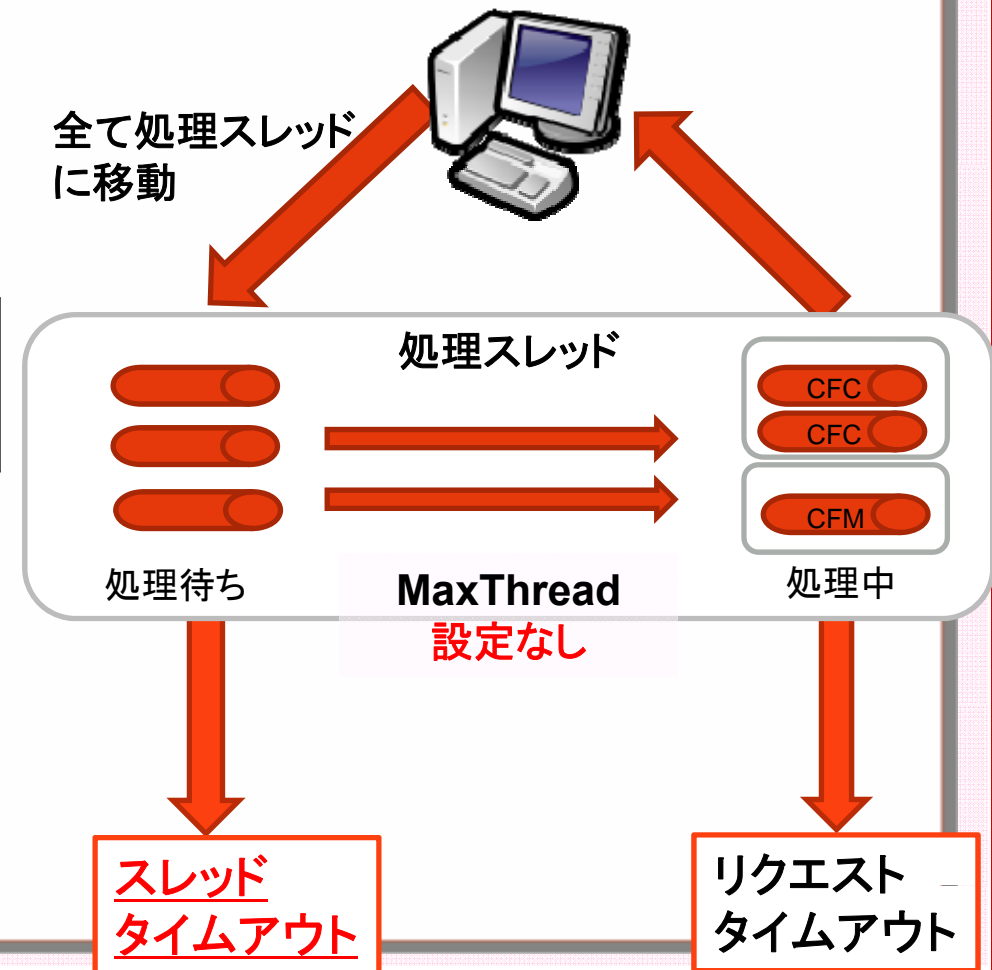 全て処理スレッド
に移動
処理スレッド
CFC
CFC
CFM
処理待ち
MaxThread
設定なし
処理中
スレッド
タイムアウト
リクエスト
タイムアウト